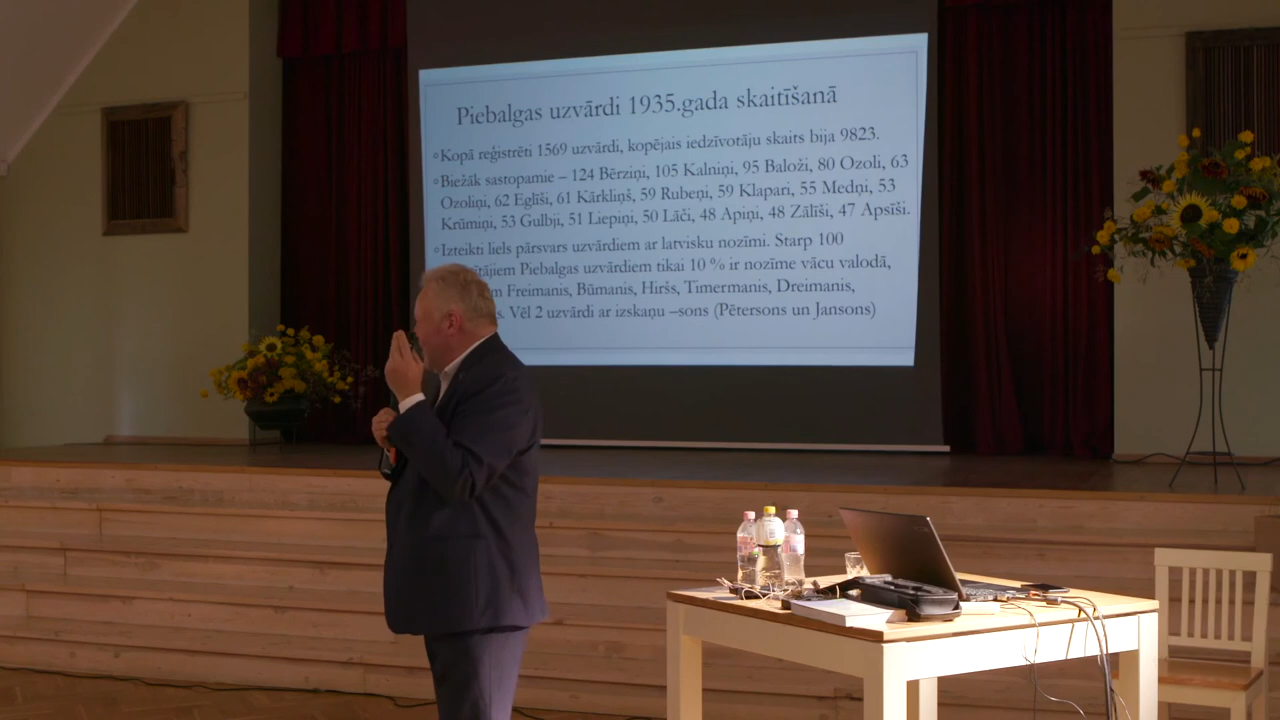 Piebalgas uzvārdi 1935.gada skaitīšanā
Kopā reģistrēti 1569 uzvārdi, kopējais iedzīvotāju skaits bija 9823.
Biežāk sastopamie – 124 Bērziņi, 105 Kalniņi, 95 Baloži, 80 Ozoli, 63
Ozoliņi, 62 Eglīši, 61 Kārkliņš, 59 Rubeņi, 59 Klapari, 55 Medņi, 53
Krūmiņi, 53 Gulbji, 51 Liepiņi, 50 Lāči, 48 Apiņi, 48 Zālīši, 47 Apsīši.
Izteikti liels pārsvars uzvārdiem ar latvisku nozīmi. Starp 100
Piebalgas uzvārdiem tikai 10 % ir nozīme vācu valodā,
Freimanis, Būmanis, Hiršs, Timermanis, Dreimanis,
Vēl 2 uzvārdi ar izskaņu –sons (Pētersons un Jansons)